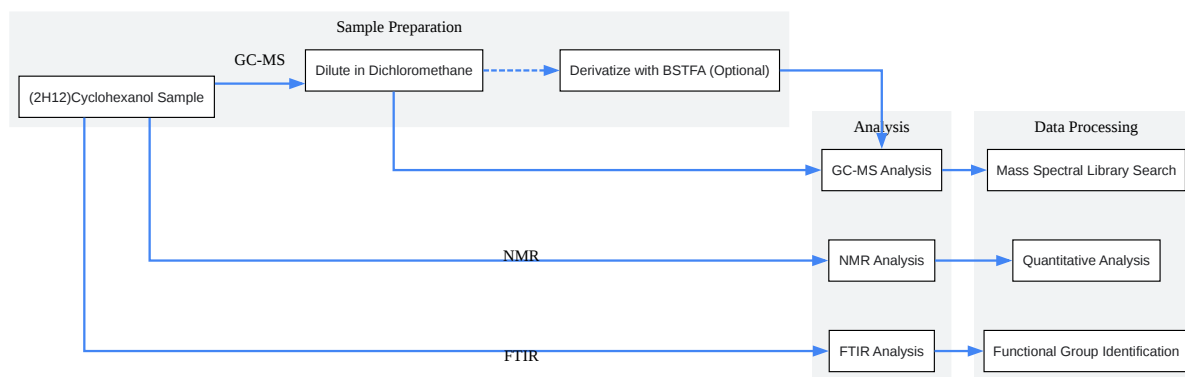 Sample Preparation
GC-MS
Dilute in Dichloromethane
Derivatize with BSTFA (Optional)
(2H12)Cyclohexanol Sample
Analysis
Data Processing
GC-MS Analysis
Mass Spectral Library Search
NMR
NMR Analysis
Quantitative Analysis
FTIR
FTIR Analysis
Functional Group Identification